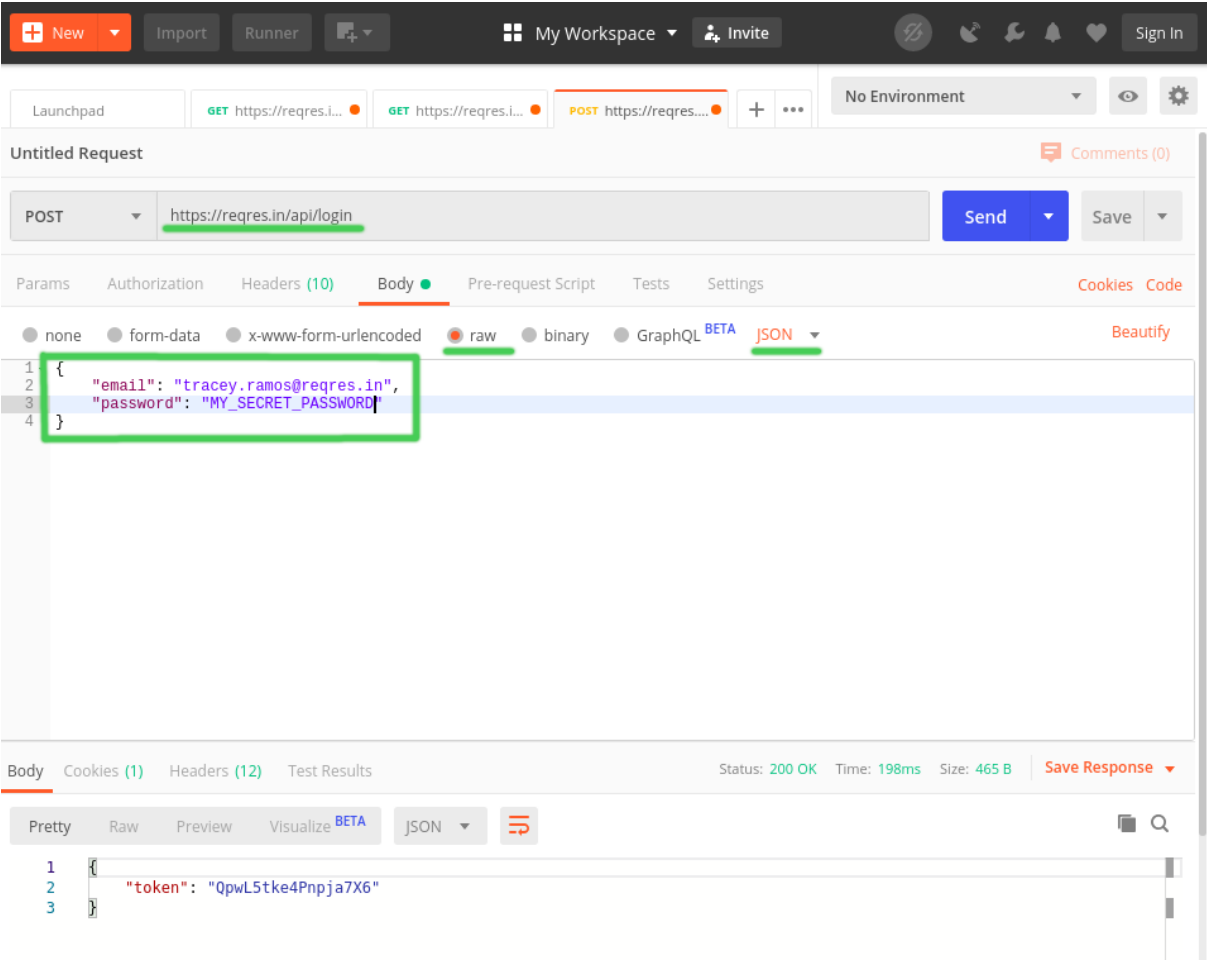 New Import Runner My Workspace Invite Sign In
Launchpad GET https://reqres.i... GET https://reqres.i... POST https://reqres.... + ••• No Environment
Untitled Request Comments (0)
POST https://reqres.in/api/login Send Save
Params Authorization Headers (10) Body Pre-request Script Tests Settings Cookies Code
none form-data x-www-form-urlencoded raw binary GraphQL BETA JSON Beautify
1 {
2 "email": "tracey.ramos@reqres.in",
3 "password": "MY_SECRET_PASSWORD"
4 }
Body Cookies (1) Headers (12) Test Results Status: 200 OK Time: 198ms Size: 465 B Save Response
Pretty Raw Preview Visualize BETA JSON
1 {
2 "token": "QpwL5tke4Pnpja7X6"
3 }